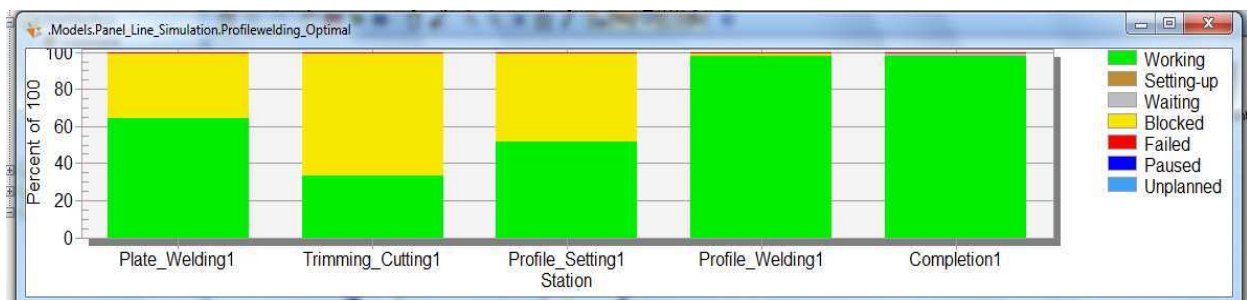 .Models.Panel_Line_Simulation.Profilewelding_Optimal
Percent of 100
100
80
60
40
20
0
Plate_Welding1
Trimming_Cutting1
Profile_Setting1
Profile_Welding1
Completion1
Station
Working
Setting-up
Waiting
Blocked
Failed
Paused
Unplanned